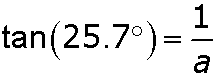 tan(25.7°) = 1/a